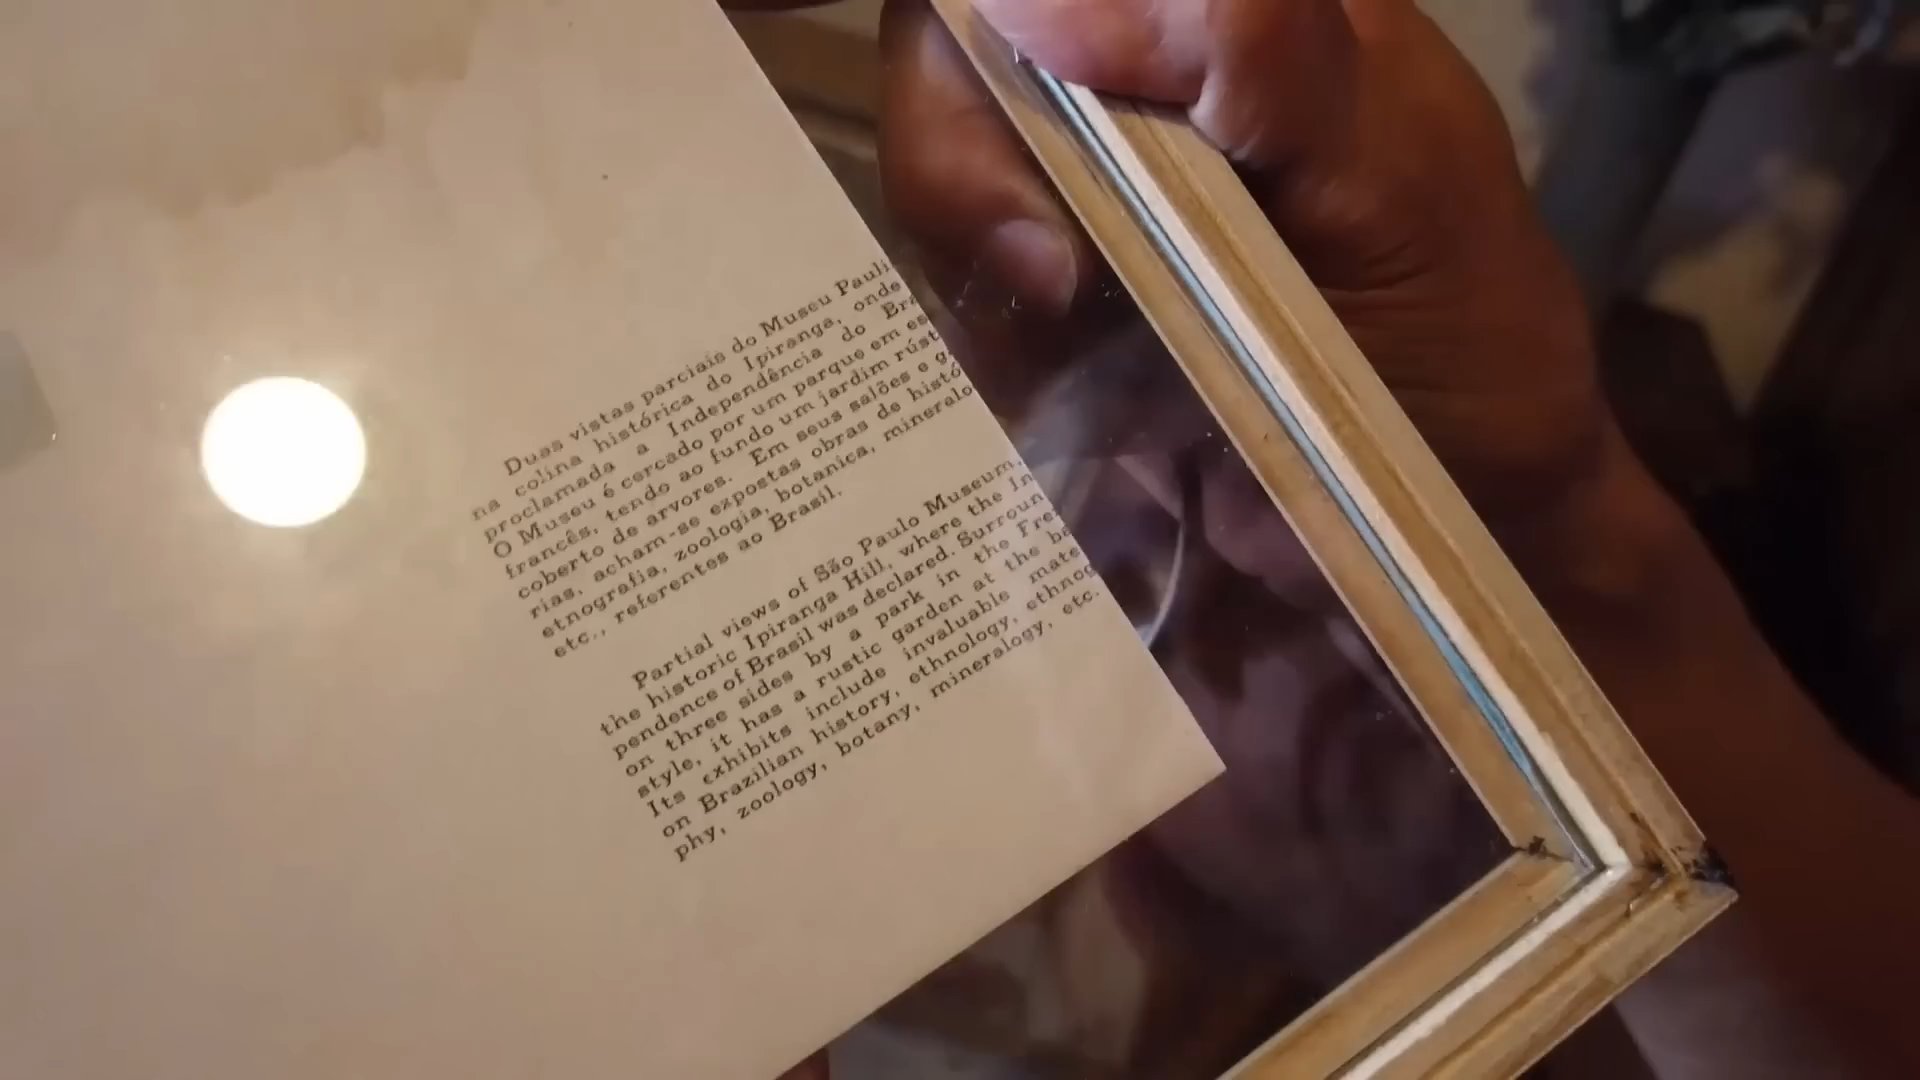 Duas vistas parciais do Museu Pauli
na colina histórica do Ipiranga, onde
proclamada a Independência do Bra
O Museu é cercado por um parque em es
francês, tendo ao fundo um jardim rúst
coberto de arvores. Em seus salões e g
rias, acham-se expostas obras de histó
etnografia, zoologia, botanica, mineralo
etc., referentes ao Brasil.
Partial views of São Paulo Museum,
the historic Ipiranga Hill, where the In
pendence of Brasil was declared. Surroun
on three sides by a park in the Fre
style, it has a rustic garden at the ba
Its exhibits include invaluable mate
on Brazilian history, ethnology, ethnog
phy, zoology, botany, mineralogy, etc.